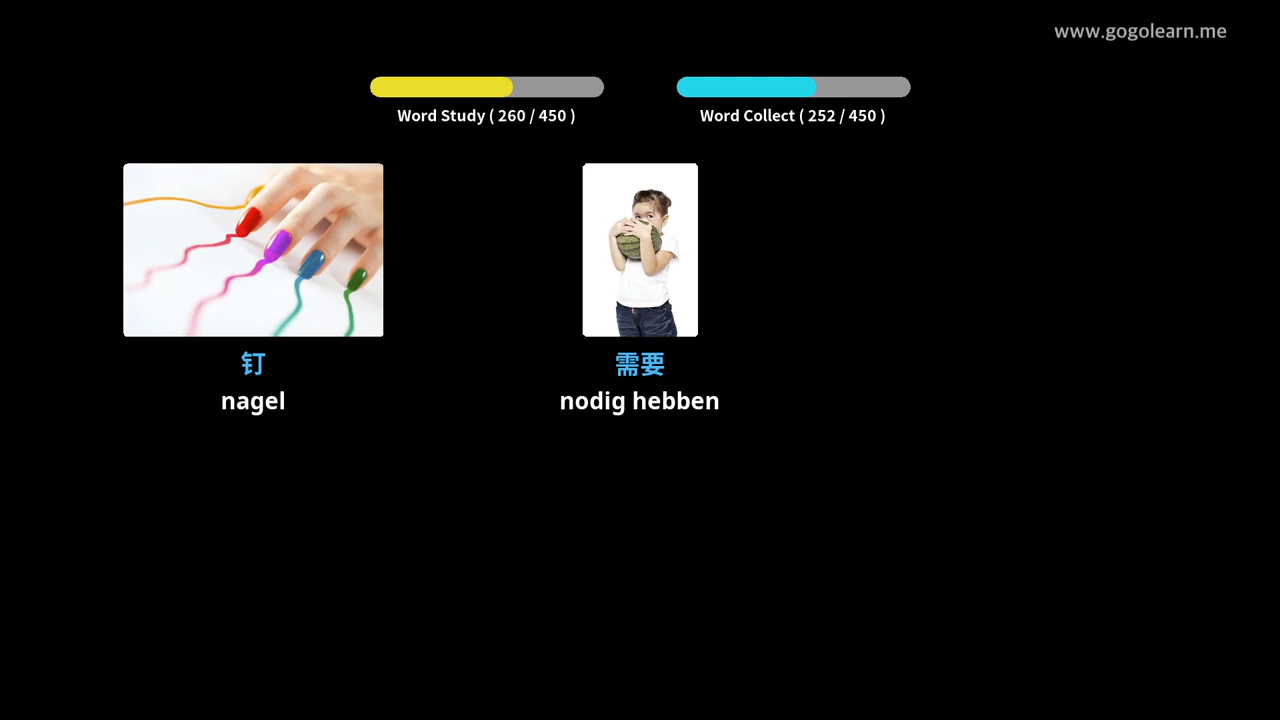 www.gogolearn.me
Word Study ( 260 / 450 )
Word Collect ( 252 / 450 )
钉
nagel
需要
nodig hebben